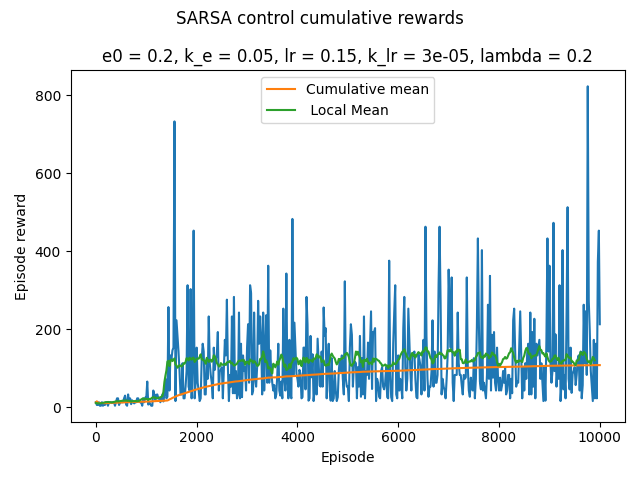 SARSA control cumulative rewards
e0 = 0.2, k_e = 0.05, lr = 0.15, k_lr = 3e-05, lambda = 0.2
Cumulative mean
Local Mean
Episode reward
800
600
400
200
0
0 2000 4000 6000 8000 10000
Episode